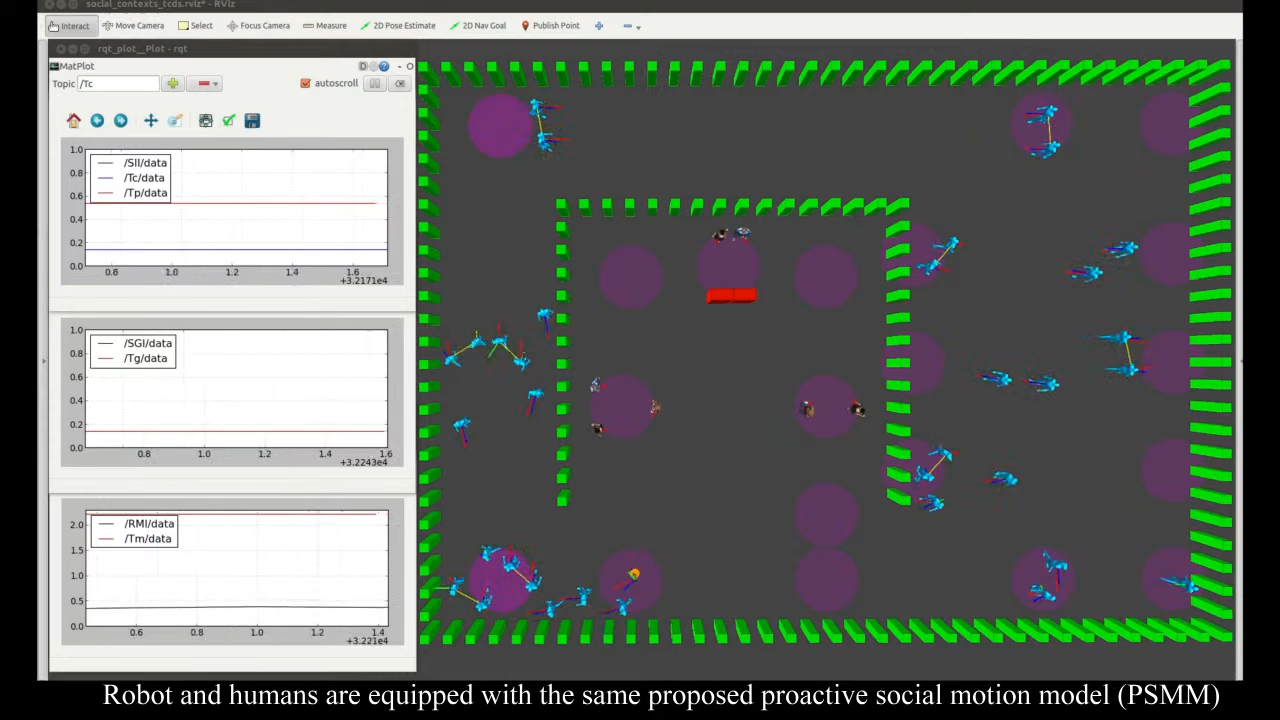 social_contexts_tcds.rviz* - RViz
Interact Move Camera Select Focus Camera Measure 2D Pose Estimate 2D Nav Goal Publish Point
rqt_plot__Plot - rqt
MatPlot D - O
Topic /Tc autoscroll
1.0
0.8
0.6
0.4
0.2
0.0
/SII/data
/Tc/data
/Tp/data
0.6 0.8 1.0 1.2 1.4 1.6
+3.2171e4
1.0
0.8
0.6
0.4
0.2
0.0
/SGI/data
/Tg/data
0.8 1.0 1.2 1.4 1.6
+3.2243e4
2.0
1.5
1.0
0.5
0.0
/RMI/data
/Tm/data
0.6 0.8 1.0 1.2 1.4
+3.221e4
Robot and humans are equipped with the same proposed proactive social motion model (PSMM)